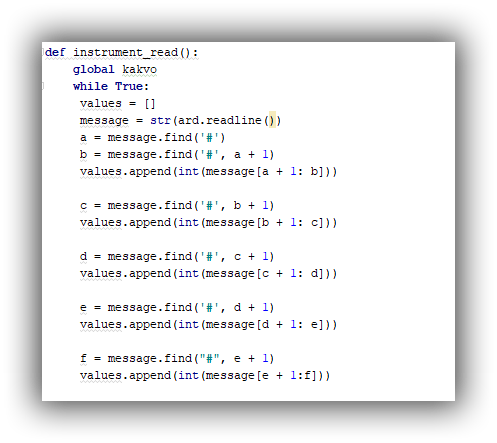 def instrument_read():
    global kakvo
    while True:
     values = []
     message = str(ard.readline())
     a = message.find('#')
     b = message.find('#', a + 1)
     values.append(int(message[a + 1: b]))

     c = message.find('#', b + 1)
     values.append(int(message[b + 1: c]))

     d = message.find('#', c + 1)
     values.append(int(message[c + 1: d]))

     e = message.find('#', d + 1)
     values.append(int(message[d + 1: e]))

     f = message.find("#", e + 1)
     values.append(int(message[e + 1:f]))